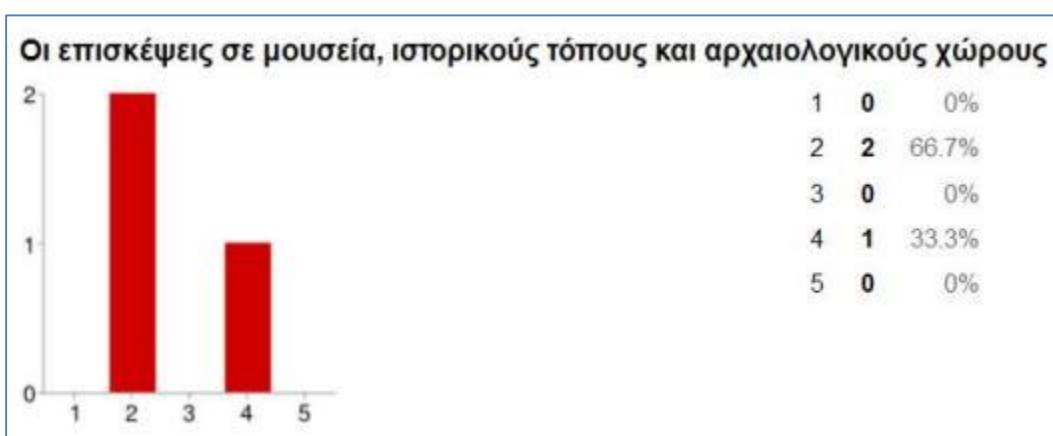 Οι επισκέψεις σε μουσεία, ιστορικούς τόπους και αρχαιολογικούς χώρους
2
1
0
1 2 3 4 5
1 0 0%
2 2 66.7%
3 0 0%
4 1 33.3%
5 0 0%